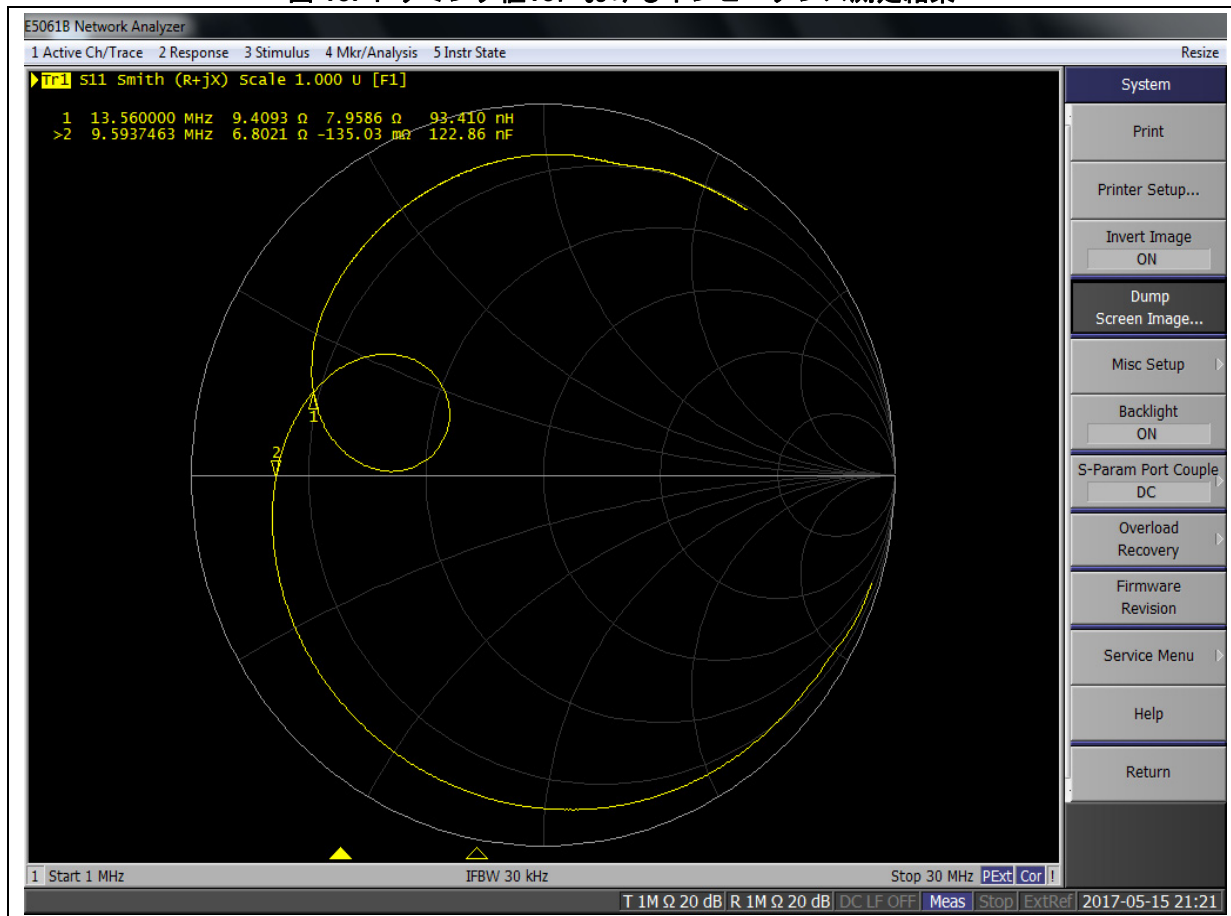 E5061B Network Analyzer
1 Active Ch/Trace 2 Response 3 Stimulus 4 Mkr/Analysis 5 Instr State
Resize
Tr1 S11 Smith (R+jX) Scale 1.000 U [F1]
1 13.560000 MHz 9.4093 Ω 7.9586 Ω 93.410 nH
>2 9.5937463 MHz 6.8021 Ω -135.03 mΩ 122.86 nF
1
2
System
Print
Printer Setup...
Invert Image
ON
Dump
Screen Image...
Misc Setup
Backlight
ON
S-Param Port Couple
DC
Overload
Recovery
Firmware
Revision
Service Menu
Help
Return
1 Start 1 MHz
IFBW 30 kHz
Stop 30 MHz PExt Cor !
T 1M Ω 20 dB R 1M Ω 20 dB DC LF OFF Meas Stop ExtRef 2017-05-15 21:21